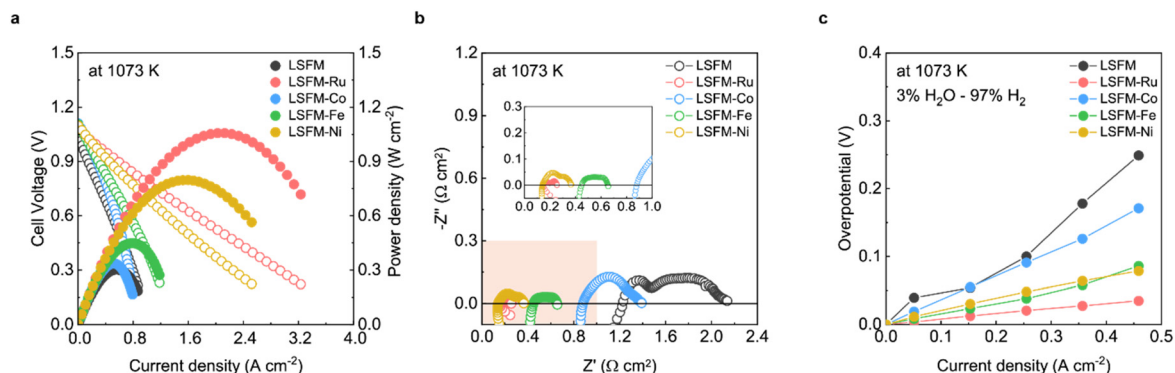 a
at 1073 K
LSFM
LSFM-Ru
LSFM-Co
LSFM-Fe
LSFM-Ni
Cell Voltage (V)
1.5
1.2
0.9
0.6
0.3
0.0
Power density (W cm⁻²)
1.5
1.2
0.9
0.6
0.3
0.0
0.0 0.8 1.6 2.4 3.2 4.0
Current density (A cm⁻²)
b
at 1073 K
LSFM
LSFM-Ru
LSFM-Co
LSFM-Fe
LSFM-Ni
-Z" (Ω cm²)
1.2
0.9
0.6
0.3
0.0
0.3
0.2
0.1
0.0
0.0 0.2 0.4 0.6 0.8 1.0
0.0 0.4 0.8 1.2 1.6 2.0 2.4
Z' (Ω cm²)
c
at 1073 K
3% H₂O - 97% H₂
LSFM
LSFM-Ru
LSFM-Co
LSFM-Fe
LSFM-Ni
Overpotential (V)
0.4
0.3
0.2
0.1
0.0
0.0 0.1 0.2 0.3 0.4 0.5
Current density (A cm⁻²)